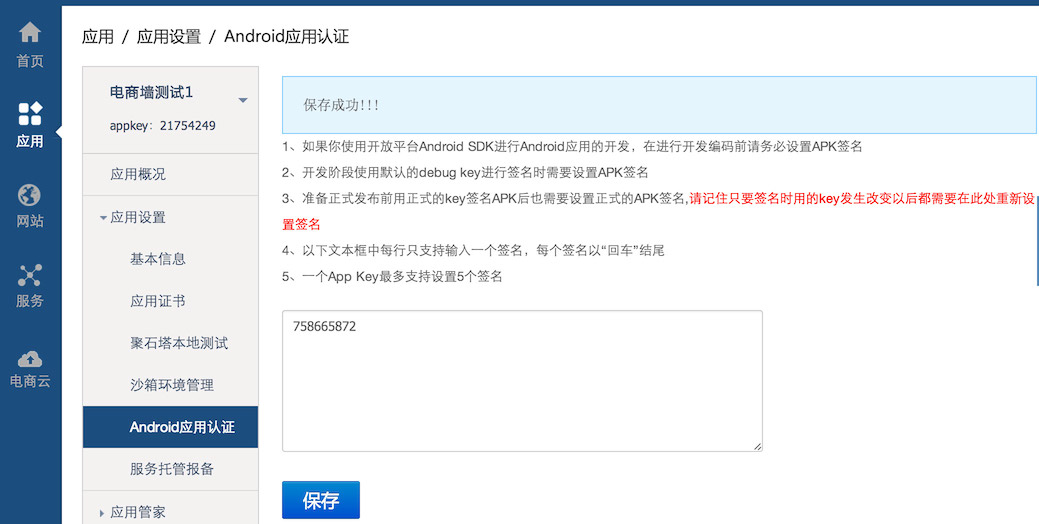 首页
应用
网站
服务
电商云
应用 / 应用设置 / Android应用认证
电商墙测试1
appkey: 21754249
应用概况
应用设置
基本信息
应用证书
聚石塔本地测试
沙箱环境管理
Android应用认证
服务托管报备
应用管家
保存成功!!!
1、如果你使用开放平台Android SDK进行Android应用的开发，在进行开发编码前请务必设置APK签名
2、开发阶段使用默认的debug key进行签名时需要设置APK签名
3、准备正式发布前用正式的key签名APK后也需要设置正式的APK签名,请记住只要签名时用的key发生改变以后都需要在此处重新设
置签名
4、以下文本框中每行只支持输入一个签名，每个签名以“回车”结尾
5、一个App Key最多支持设置5个签名
758665872
保存